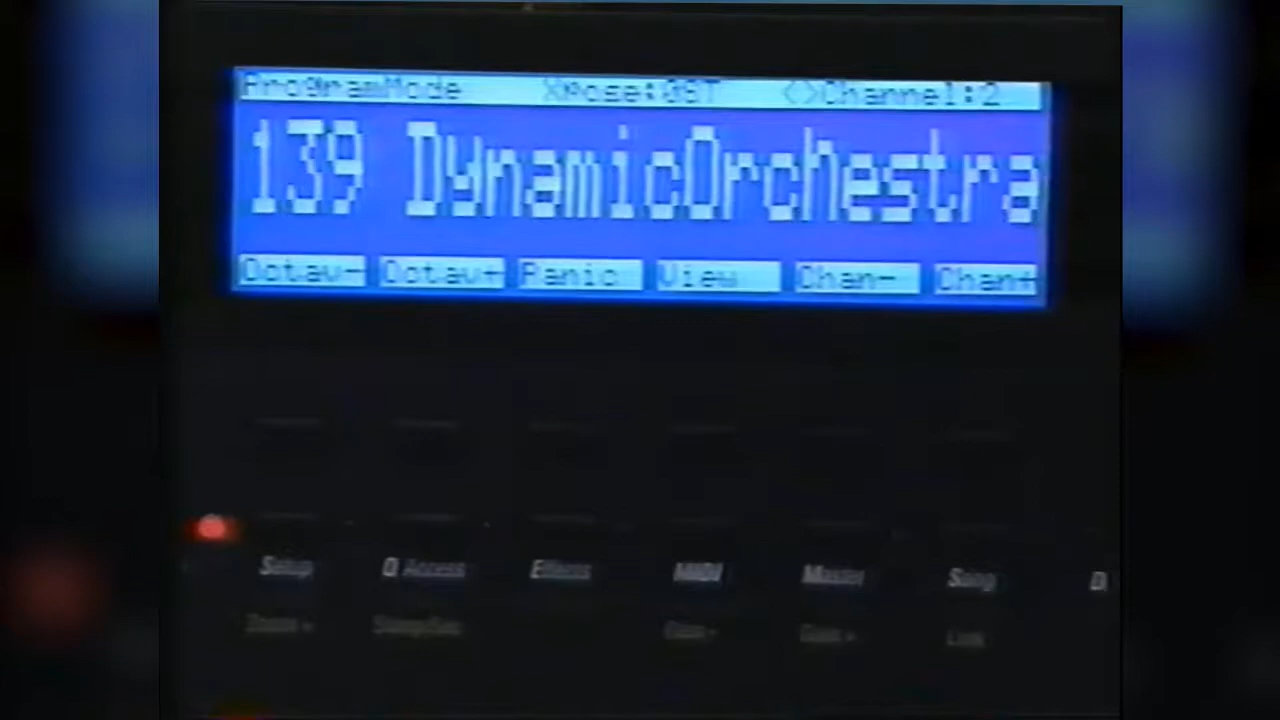 ProgramMode Xpose:0ST <>Channel:2
139 DynamicOrchestra
Octav- Octav+ Panic View Chan- Chan+
Setup Q Access Effects MIDI Master Song D